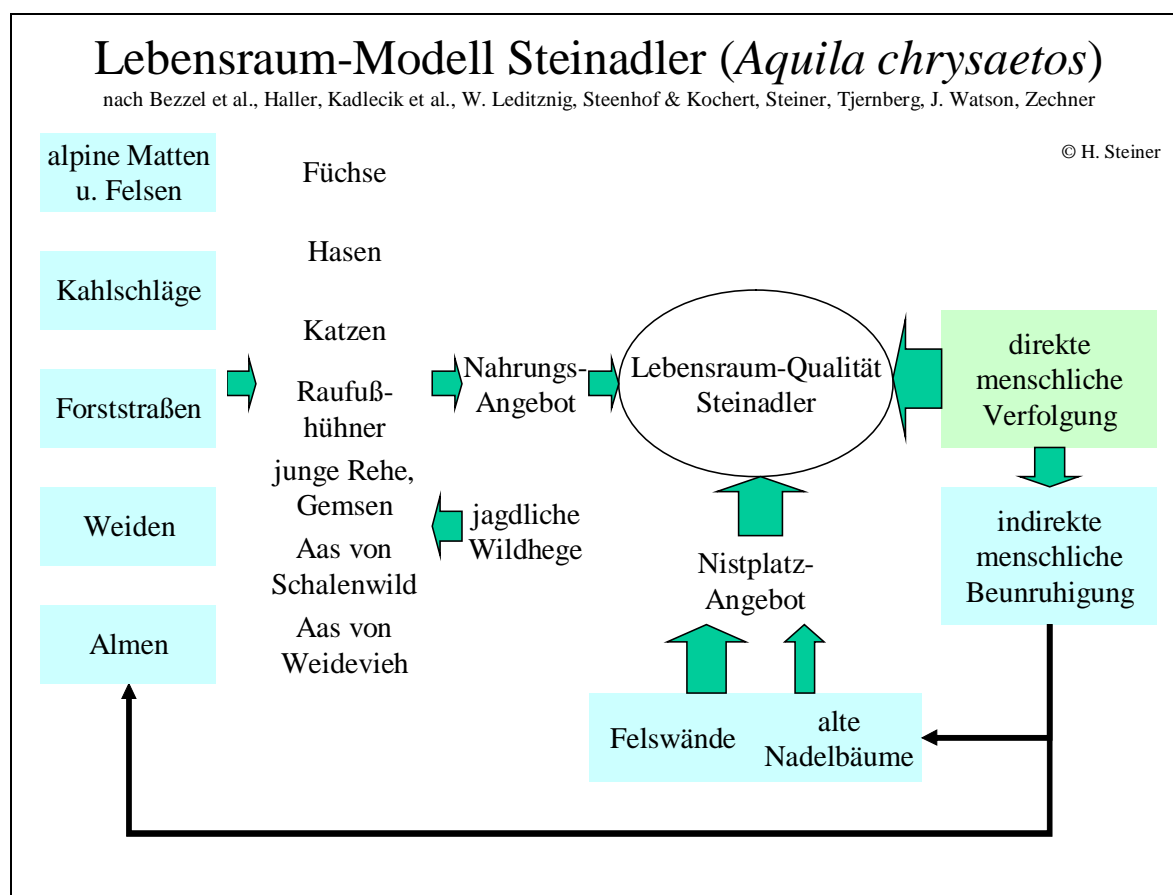 Lebensraum-Modell Steinadler (Aquila chrysaetos)
nach Bezzel et al., Haller, Kadlecik et al., W. Leditznig, Steenhof & Kochert, Steiner, Tjernberg, J. Watson, Zechner
© H. Steiner
alpine Matten
u. Felsen
Kahlschläge
Forststraßen
Weiden
Almen
Füchse
Hasen
Katzen
Raufuß-
hühner
junge Rehe,
Gemsen
Aas von
Schalenwild
Aas von
Weidevieh
Nahrungs-
Angebot
jagdliche
Wildhege
Lebensraum-Qualität
Steinadler
Nistplatz-
Angebot
Felswände
alte
Nadelbäume
direkte
menschliche
Verfolgung
indirekte
menschliche
Beunruhigung